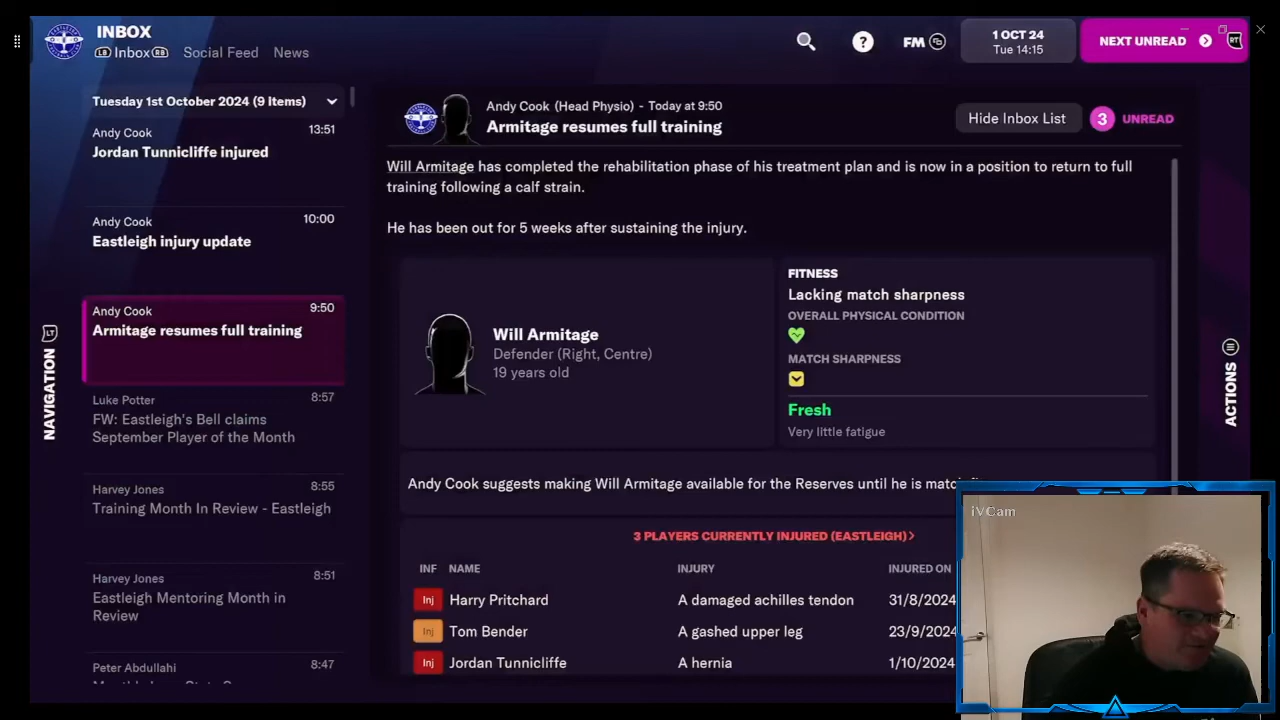 INBOX
LB Inbox RB Social Feed News
FM
1 OCT 24
Tue 14:15
NEXT UNREAD
RT
Tuesday 1st October 2024 (9 Items)
Andy Cook 13:51
Jordan Tunnicliffe injured
Andy Cook 10:00
Eastleigh injury update
Andy Cook 9:50
Armitage resumes full training
Luke Potter 8:57
FW: Eastleigh's Bell claims
September Player of the Month
Harvey Jones 8:55
Training Month In Review - Eastleigh
Harvey Jones 8:51
Eastleigh Mentoring Month in
Review
Peter Abdullahi 8:47
LT
NAVIGATION
Andy Cook (Head Physio) - Today at 9:50
Armitage resumes full training
Hide Inbox List
3 UNREAD
Will Armitage has completed the rehabilitation phase of his treatment plan and is now in a position to return to full
training following a calf strain.
He has been out for 5 weeks after sustaining the injury.
Will Armitage
Defender (Right, Centre)
19 years old
FITNESS
Lacking match sharpness
OVERALL PHYSICAL CONDITION
MATCH SHARPNESS
Fresh
Very little fatigue
Andy Cook suggests making Will Armitage available for the Reserves until he is match
3 PLAYERS CURRENTLY INJURED (EASTLEIGH)
INF NAME INJURY INJURED ON
Inj Harry Pritchard A damaged achilles tendon 31/8/2024
Inj Tom Bender A gashed upper leg 23/9/2024
Inj Jordan Tunnicliffe A hernia 1/10/2024
ACTIONS
iVCam